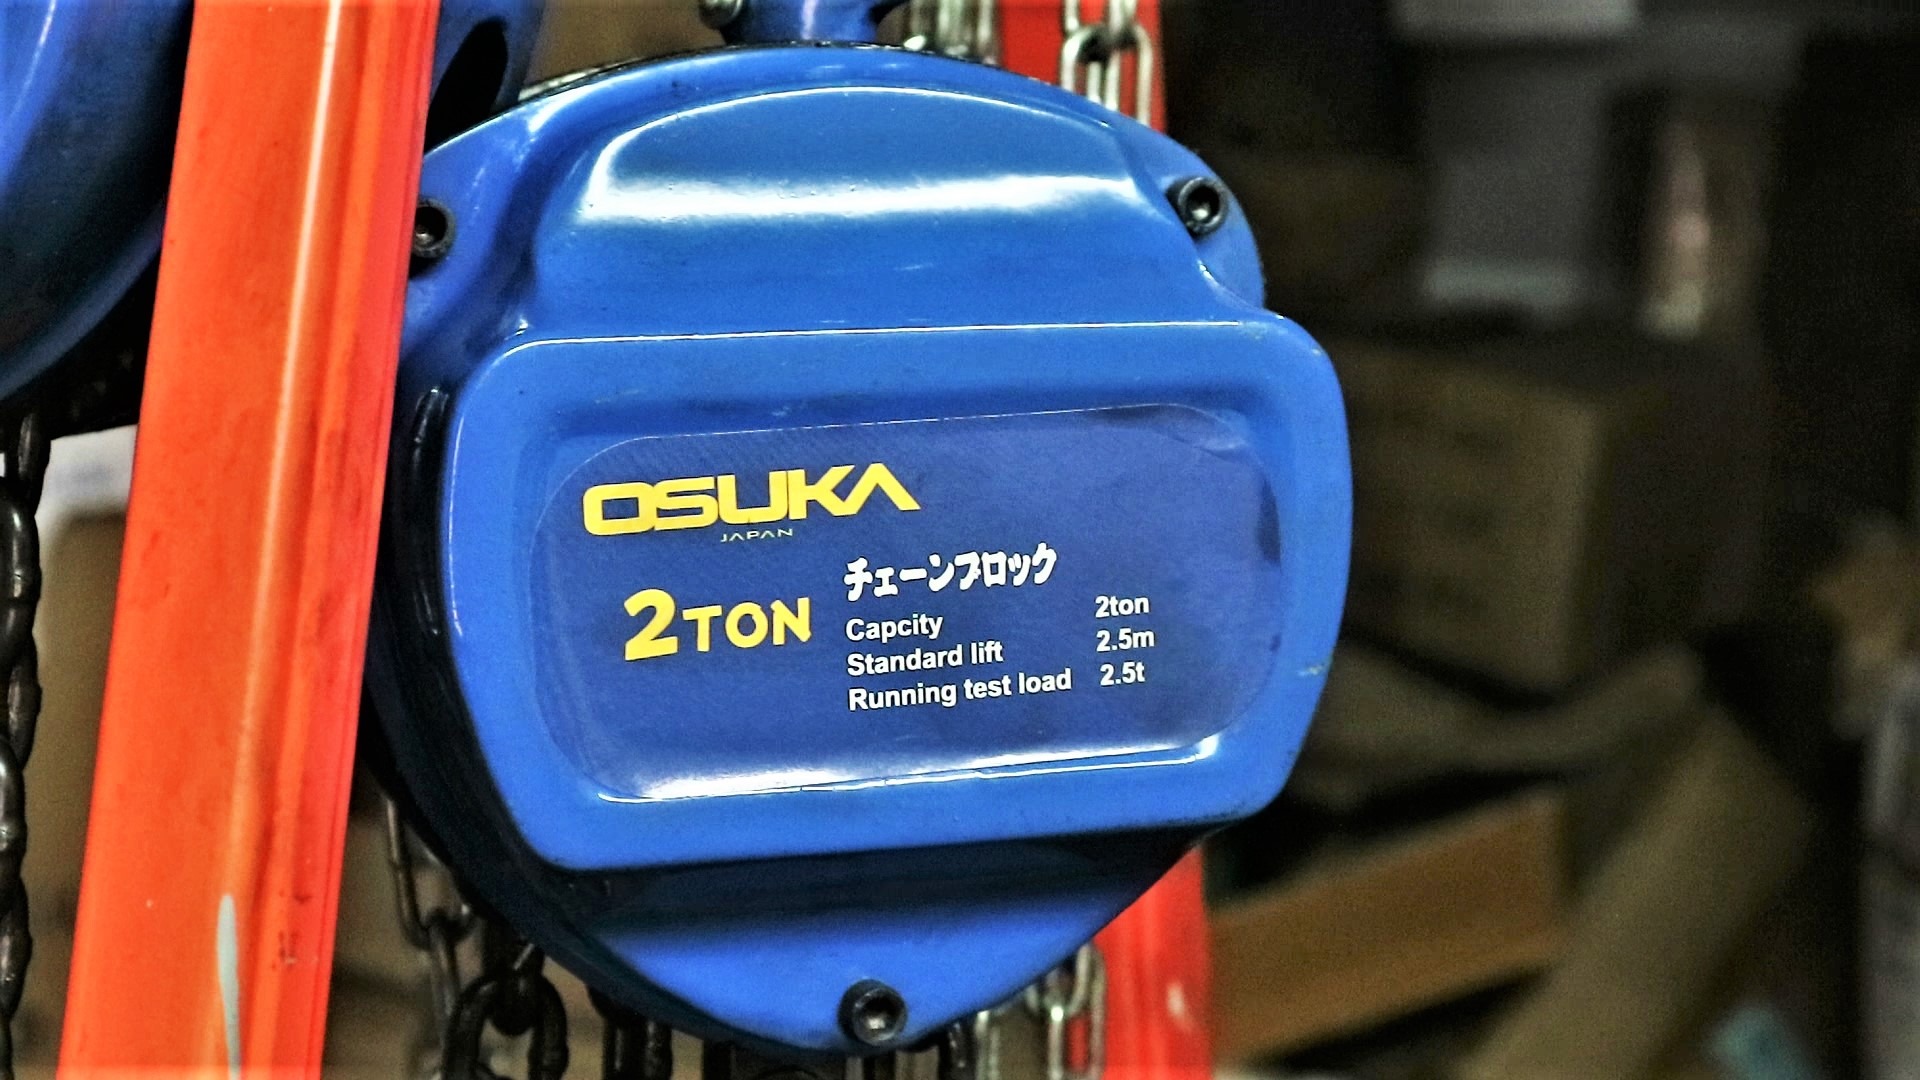 OSUKA
JAPAN
2TON
チェーンブロック
Capcity 2ton
Standard lift 2.5m
Running test load 2.5t